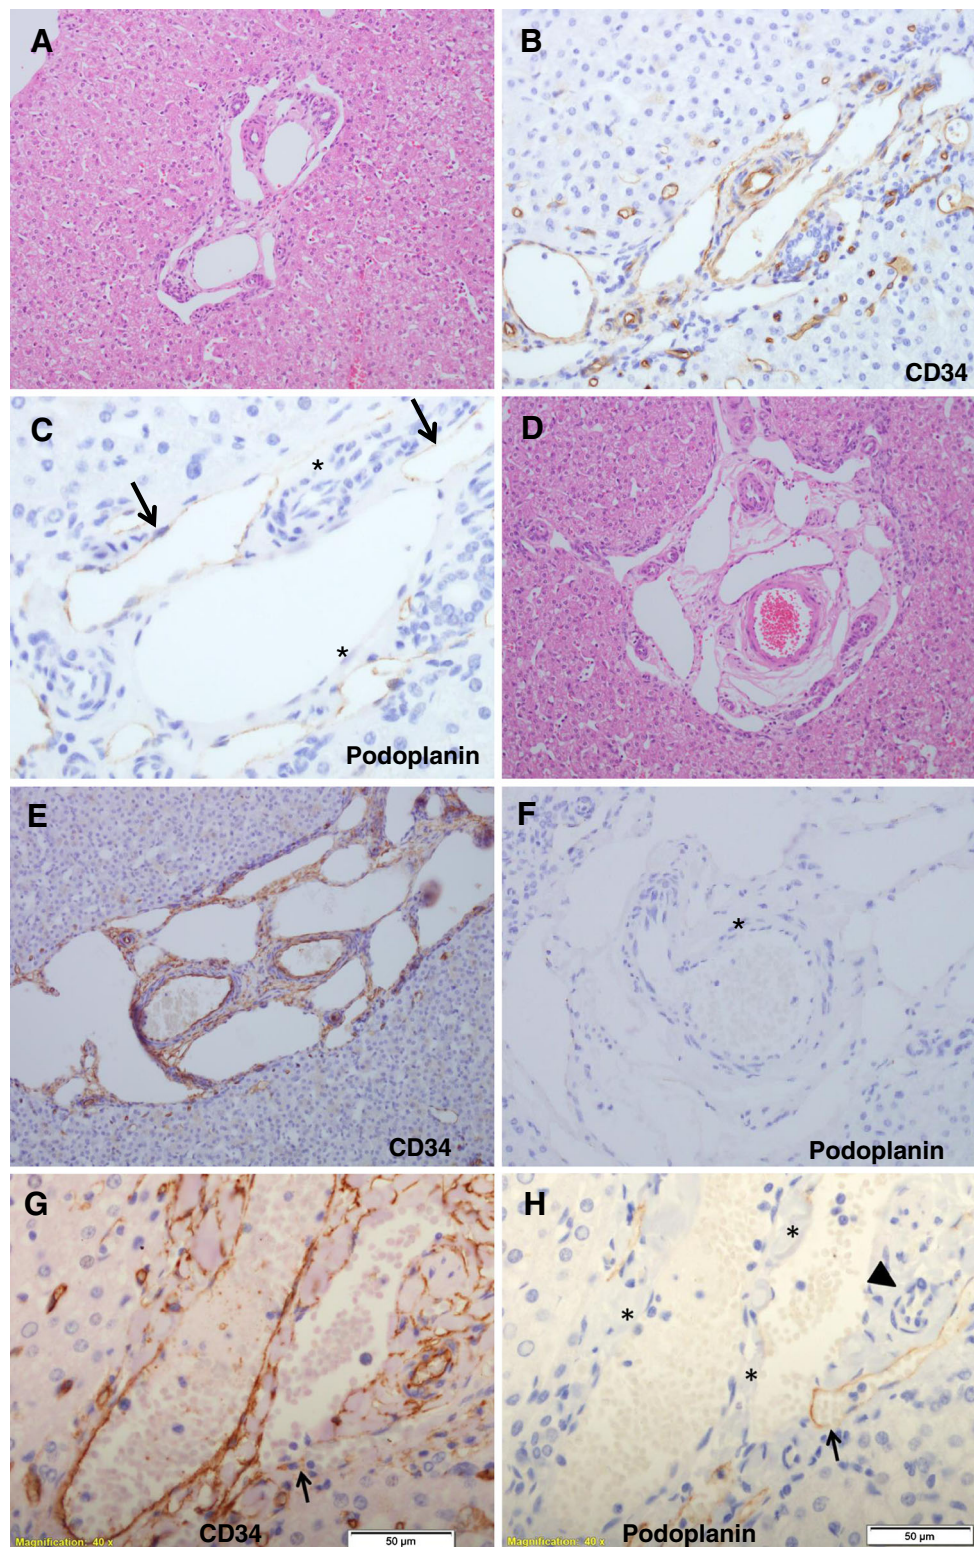 A
B
CD34
C
*
*
Podoplanin
D
E
CD34
F
*
Podoplanin
G
Magnification: 40 x
CD34
50 µm
H
*
*
*
Magnification: 40 x
Podoplanin
50 µm